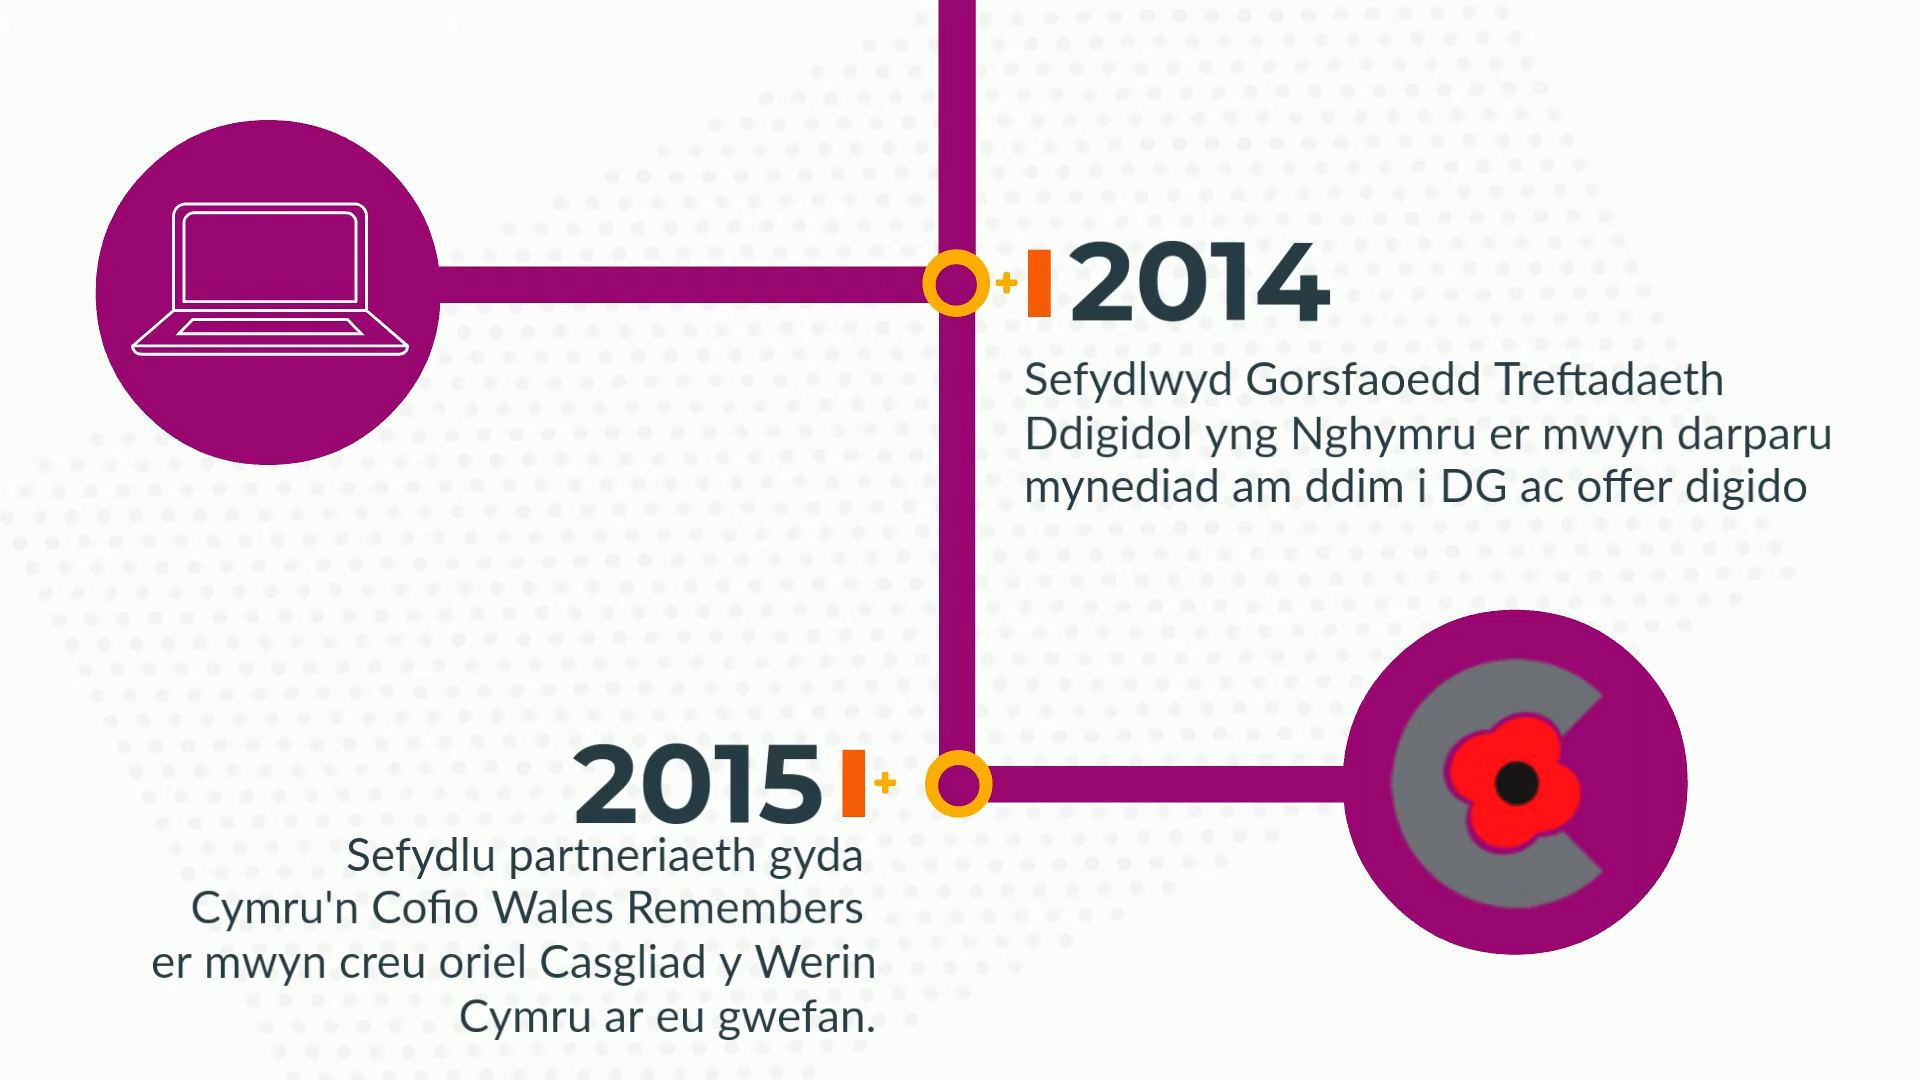 2014
Sefydlwyd Gorsfaoedd Treftadaeth
Ddigidol yng Nghymru er mwyn darparu
mynediad am ddim i DG ac offer digido
2015
Sefydlu partneriaeth gyda
Cymru'n Cofio Wales Remembers
er mwyn creu oriel Casgliad y Werin
Cymru ar eu gwefan.